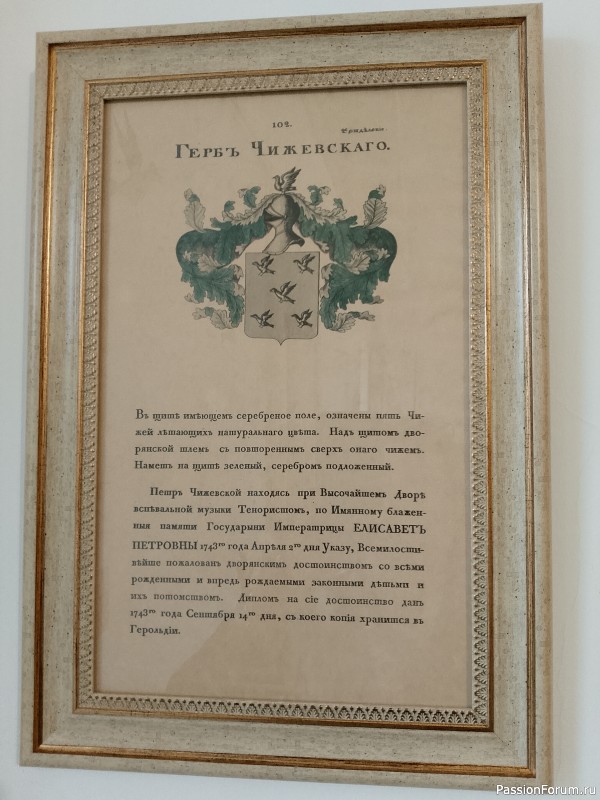 102.
ГЕРБЪ ЧИЖЕВСКАГО.
Въ щитѣ имѣющемъ серебреное поле, означены пять Чи-
жей лѣтающихъ натуральнаго цвѣта. Надъ щитомъ дво-
рянской шлемъ съ повтореннымъ сверхъ онаго чижемъ.
Наметъ на щитѣ зеленый, серебромъ подложенный.
Петръ Чижевской находясь при Высочайшемъ Дворѣ
вспѣвальной музыки Тенористомъ, по Имянному блажен-
ныя памяти Государыни Императрицы ЕЛИСАВЕТЪ
ПЕТРОВНЫ 1743го года Апрѣля 2го дня Указу, Всемилости-
вѣйше пожалованъ дворянскимъ достоинствомъ со всѣми
рожденными и впредь рождаемыми законными дѣтьми и
ихъ потомствомъ. Дипломъ на сіе достоинство данъ
1743го года Сентября 14го дня, съ коего копія хранится въ
Герольдіи.
PassionForum.ru